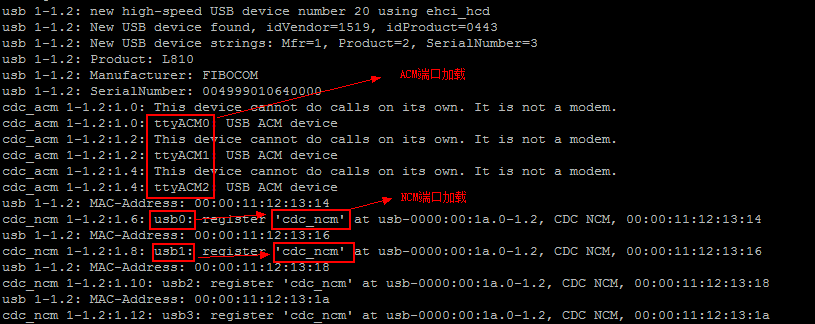 usb 1-1.2: new high-speed USB device number 20 using ehci_hcd
usb 1-1.2: New USB device found, idVendor=1519, idProduct=0443
usb 1-1.2: New USB device strings: Mfr=1, Product=2, SerialNumber=3
usb 1-1.2: Product: L810
usb 1-1.2: Manufacturer: FIBOCOM
ACM端口加载
usb 1-1.2: SerialNumber: 004999010640000
cdc_acm 1-1.2:1.0: This device cannot do calls on its own. It is not a modem.
cdc_acm 1-1.2:1.0: ttyACM0: USB ACM device
cdc_acm 1-1.2:1.2: This device cannot do calls on its own. It is not a modem.
cdc_acm 1-1.2:1.2: ttyACM1: USB ACM device
cdc_acm 1-1.2:1.4: This device cannot do calls on its own. It is not a modem.
cdc_acm 1-1.2:1.4: ttyACM2: USB ACM device
NCM端口加载
usb 1-1.2: MAC-Address: 00:00:11:12:13:14
cdc_ncm 1-1.2:1.6: usb0: register 'cdc_ncm' at usb-0000:00:1a.0-1.2, CDC NCM, 00:00:11:12:13:14
usb 1-1.2: MAC-Address: 00:00:11:12:13:16
cdc_ncm 1-1.2:1.8: usb1: register 'cdc_ncm' at usb-0000:00:1a.0-1.2, CDC NCM, 00:00:11:12:13:16
usb 1-1.2: MAC-Address: 00:00:11:12:13:18
cdc_ncm 1-1.2:1.10: usb2: register 'cdc_ncm' at usb-0000:00:1a.0-1.2, CDC NCM, 00:00:11:12:13:18
usb 1-1.2: MAC-Address: 00:00:11:12:13:1a
cdc_ncm 1-1.2:1.12: usb3: register 'cdc_ncm' at usb-0000:00:1a.0-1.2, CDC NCM, 00:00:11:12:13:1a